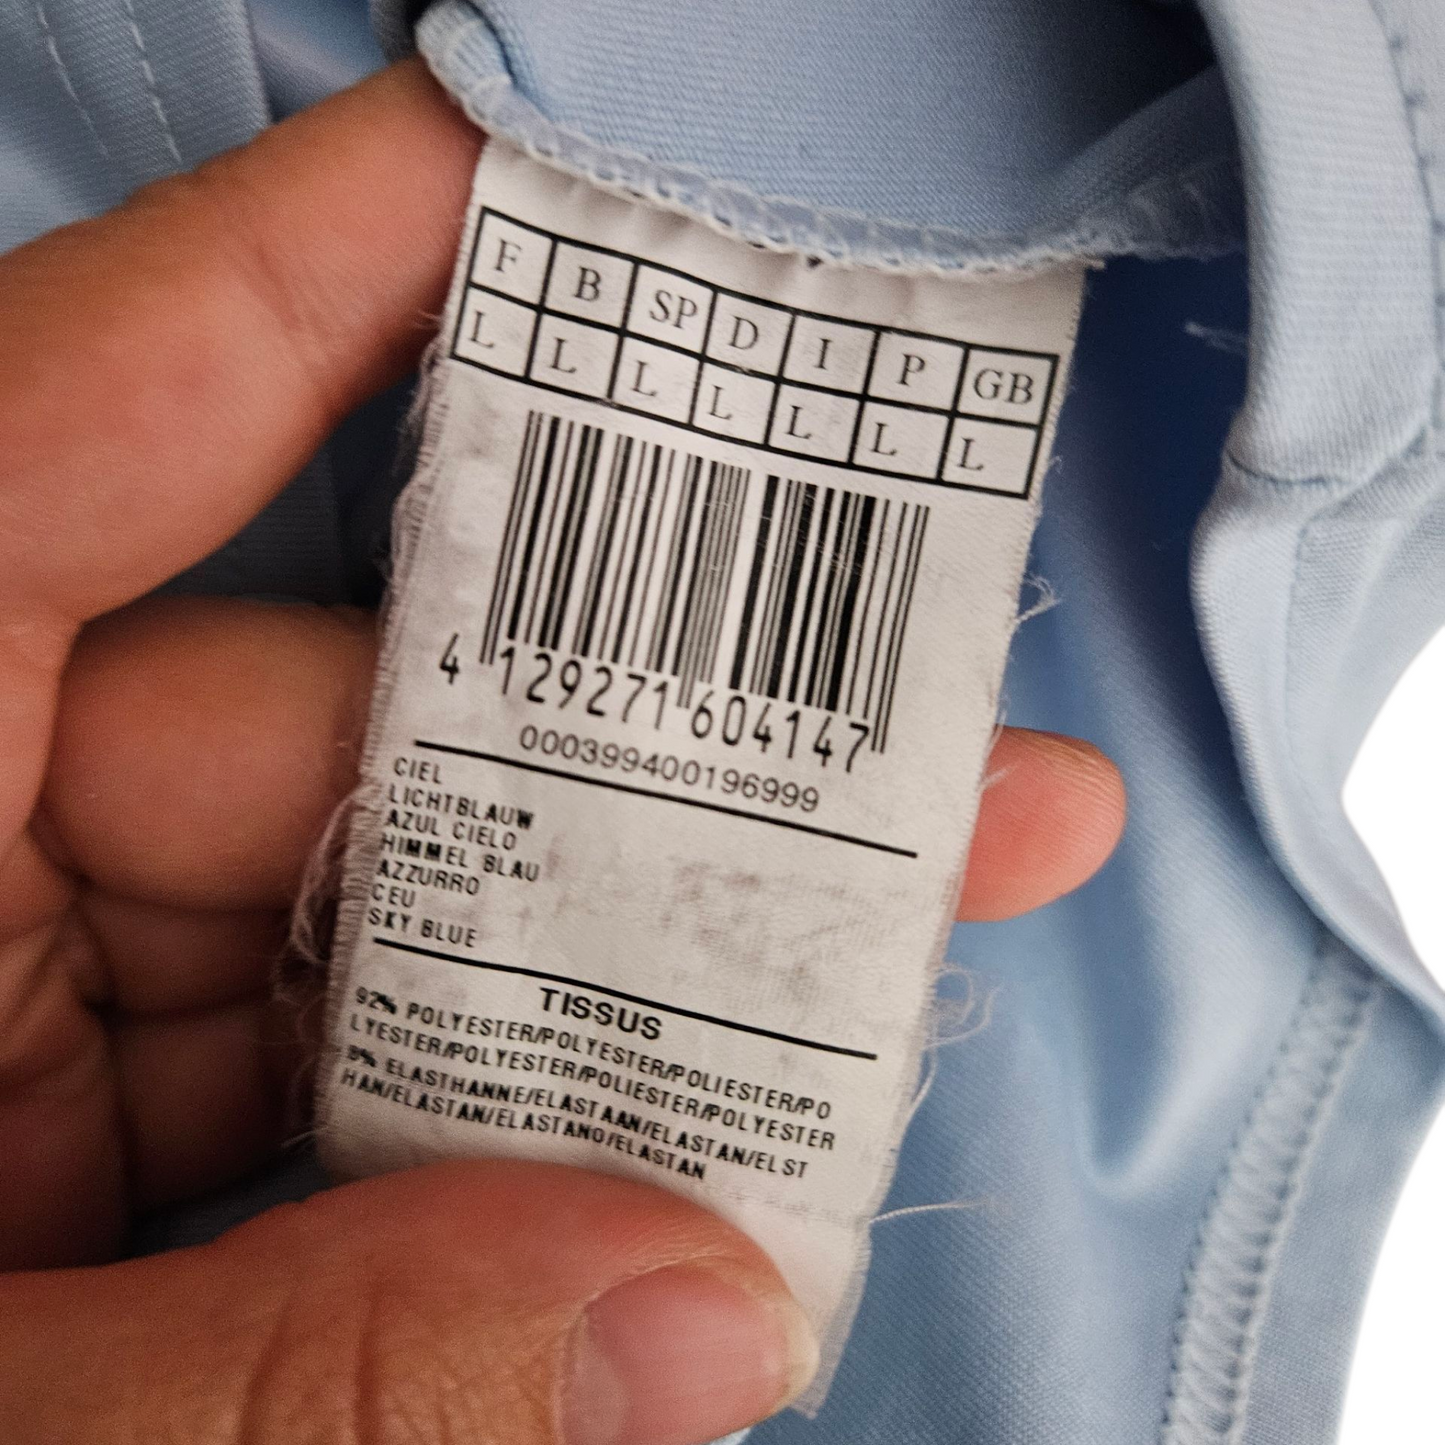 F B SP D I P GB
L L L L L L L
4 129271 604147
000399400196999
CIEL
LICHTBLAUW
AZUL CIELO
HIMMEL BLAU
AZZURRO
CEU
SKY BLUE
TISSUS
92% POLYESTER/POLYESTER/POLIESTER/PO
LYESTER/POLYESTER/POLIESTER/POLYESTER
8% ELASTHANNE/ELASTAAN/ELASTAN/ELST
HAN/ELASTAN/ELASTANO/ELASTAN